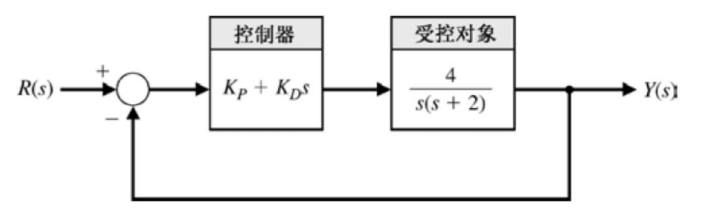 控制器
受控对象
R(s)
+
−
K_P + K_D s
4
s(s + 2)
Y(s)